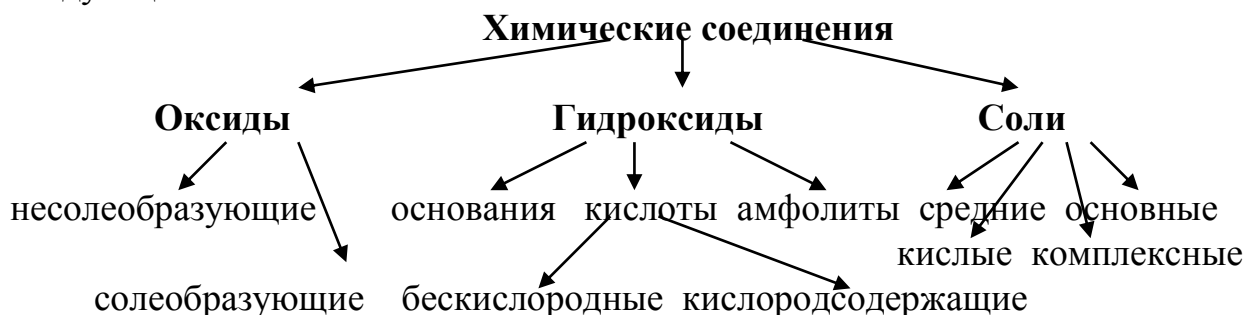 Химические соединения
Оксиды Гидроксиды Соли
несолеобразующие основания кислоты амфолиты средние основные
кислые комплексные
солеобразующие бескислородные кислородсодержащие